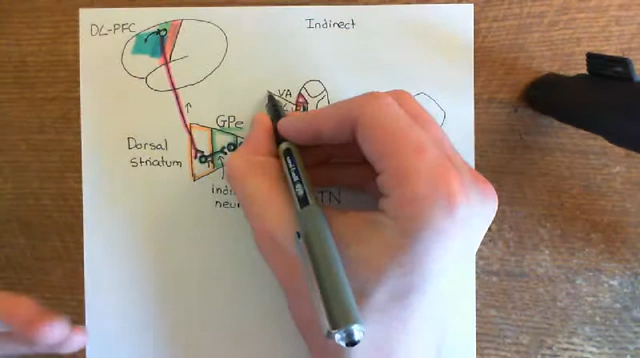 DL-PFC
Indirect
VA
GPe
Dorsal
Striatum